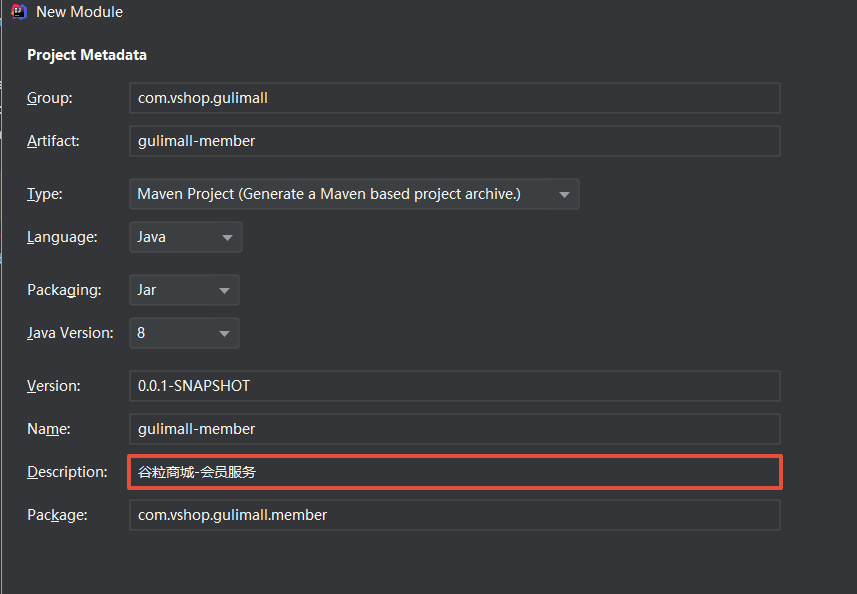 New Module
Project Metadata
Group: com.vshop.gulimall
Artifact: gulimall-member
Type: Maven Project (Generate a Maven based project archive.)
Language: Java
Packaging: Jar
Java Version: 8
Version: 0.0.1-SNAPSHOT
Name: gulimall-member
Description: 谷粒商城-会员服务
Package: com.vshop.gulimall.member